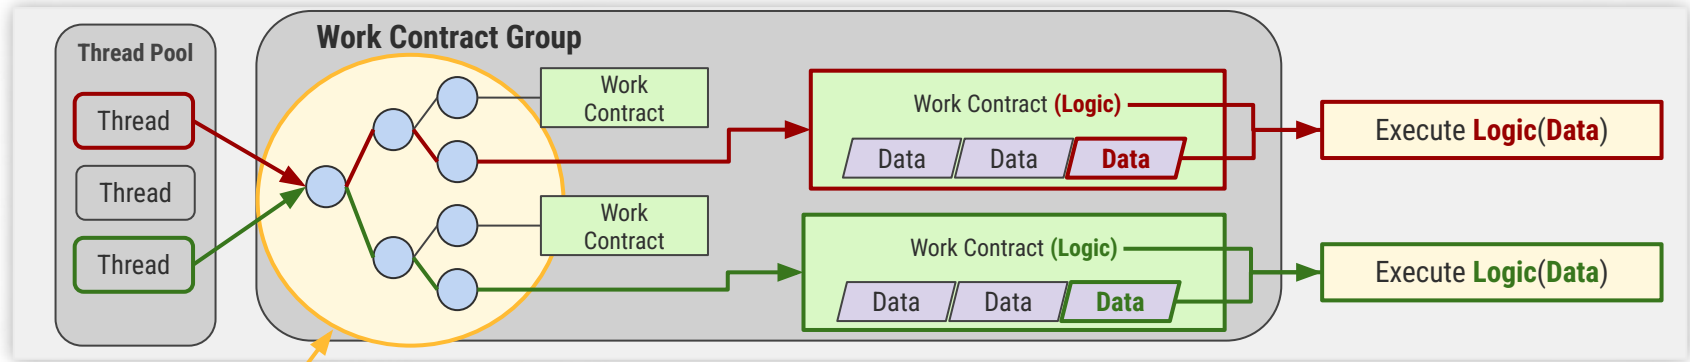 Thread Pool
Thread
Thread
Thread
Work Contract Group
Work
Contract
Work
Contract
Work Contract (Logic)
Data Data Data
Execute Logic(Data)
Work Contract (Logic)
Data Data Data
Execute Logic(Data)